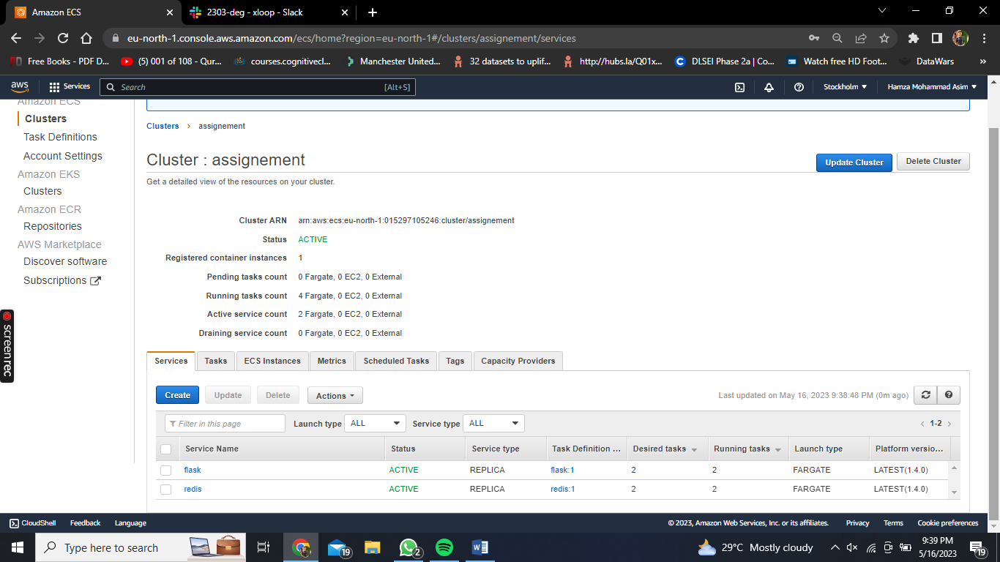 Amazon ECS
2303-deg - xloop - Slack
eu-north-1.console.aws.amazon.com/ecs/home?region=eu-north-1#/clusters/assignement/services
Free Books - PDF D...
(5) 001 of 108 - Qur...
courses.cognitivecl...
Manchester United...
32 datasets to uplif...
http://hubs.la/Q01x...
DLSEI Phase 2a | Co...
Watch free HD Foot...
DataWars
»
aws
Services
Search
[Alt+S]
Stockholm
Hamza Mohammad Asim
Amazon ECS
Clusters
Task Definitions
Account Settings
Amazon EKS
Clusters
Amazon ECR
Repositories
AWS Marketplace
Discover software
Subscriptions
screenrec
Clusters > assignement
Cluster : assignement
Update Cluster
Delete Cluster
Get a detailed view of the resources on your cluster.
Cluster ARN arn:aws:ecs:eu-north-1:015297105246:cluster/assignement
Status ACTIVE
Registered container instances 1
Pending tasks count 0 Fargate, 0 EC2, 0 External
Running tasks count 4 Fargate, 0 EC2, 0 External
Active service count 2 Fargate, 0 EC2, 0 External
Draining service count 0 Fargate, 0 EC2, 0 External
Services Tasks ECS Instances Metrics Scheduled Tasks Tags Capacity Providers
Create Update Delete Actions
Last updated on May 16, 2023 9:38:48 PM (0m ago)
Filter in this page Launch type ALL Service type ALL < 1-2 >
Service Name Status Service type Task Definition ... Desired tasks Running tasks Launch type Platform versio...
flask ACTIVE REPLICA flask:1 2 2 FARGATE LATEST(1.4.0)
redis ACTIVE REPLICA redis:1 2 2 FARGATE LATEST(1.4.0)
CloudShell Feedback Language © 2023, Amazon Web Services, Inc. or its affiliates. Privacy Terms Cookie preferences
Type here to search
19
2
29°C Mostly cloudy
9:39 PM
5/16/2023
19